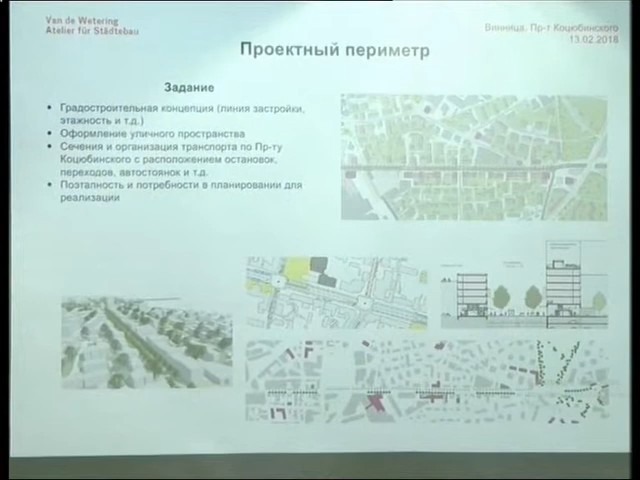 Van de Wetering
Atelier für Städtebau
Винница, Пр-т Коцюбинского
13.02.2018
Проектный периметр
Задание
• Градостроительная концепция (линия застройки,
этажность и т.д.)
• Оформление уличного пространства
• Сечения и организация транспорта по Пр-ту
Коцюбинского с расположением остановок,
переходов, автостоянок и т.д.
• Поэтапность и потребности в планировании для
реализации